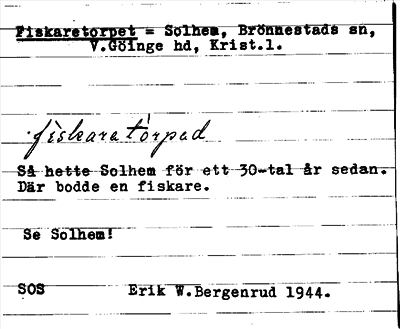 Fiskaretorpet = Solhem, Brönnestads sn,
V.Göinge hd, Krist.l.
fìskaratòrpad
Så hette Solhem för ett 30-tal år sedan.
Där bodde en fiskare.
Se Solhem!
SOS Erik W.Bergenrud 1944.